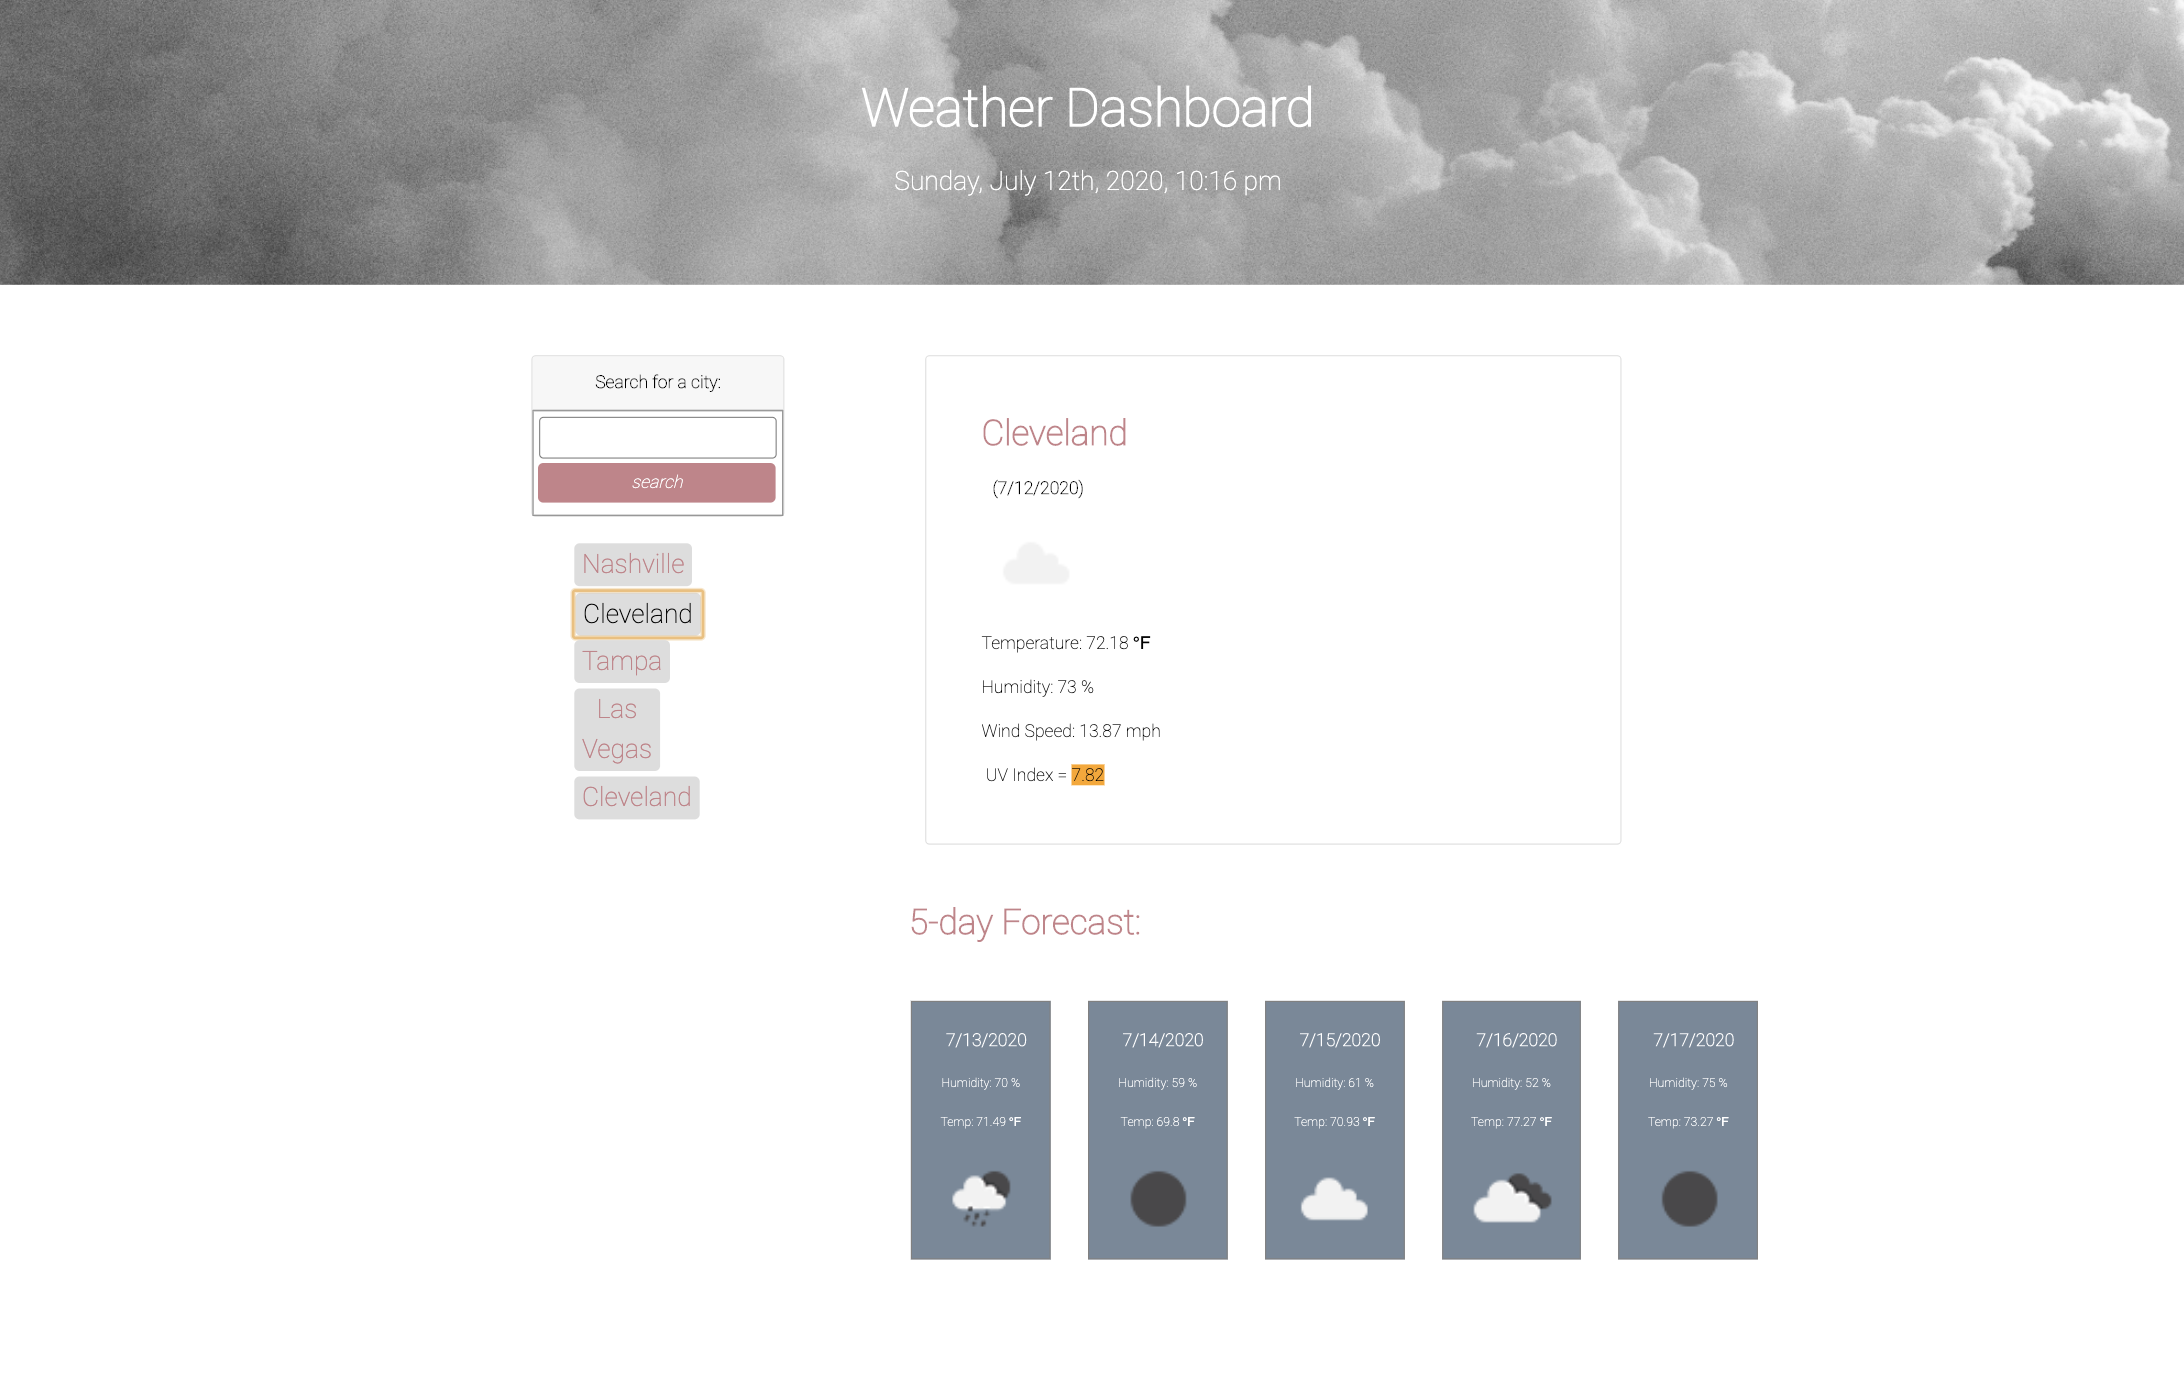 Weather Dashboard
Sunday, July 12th, 2020, 10:16 pm
Search for a city:
search
Nashville
Cleveland
Tampa
Las
Vegas
Cleveland
Cleveland
(7/12/2020)
Temperature: 72.18 °F
Humidity: 73 %
Wind Speed: 13.87 mph
UV Index = 7.82
5-day Forecast:
7/13/2020
Humidity: 70 %
Temp: 71.49 °F
7/14/2020
Humidity: 59 %
Temp: 69.8 °F
7/15/2020
Humidity: 61 %
Temp: 70.93 °F
7/16/2020
Humidity: 52 %
Temp: 77.27 °F
7/17/2020
Humidity: 75 %
Temp: 73.27 °F